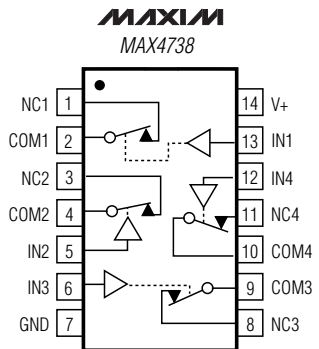 MAXIM
MAX4738
NC1 1 14 V+
COM1 2 13 IN1
NC2 3 12 IN4
COM2 4 11 NC4
IN2 5 10 COM4
IN3 6 9 COM3
GND 7 8 NC3